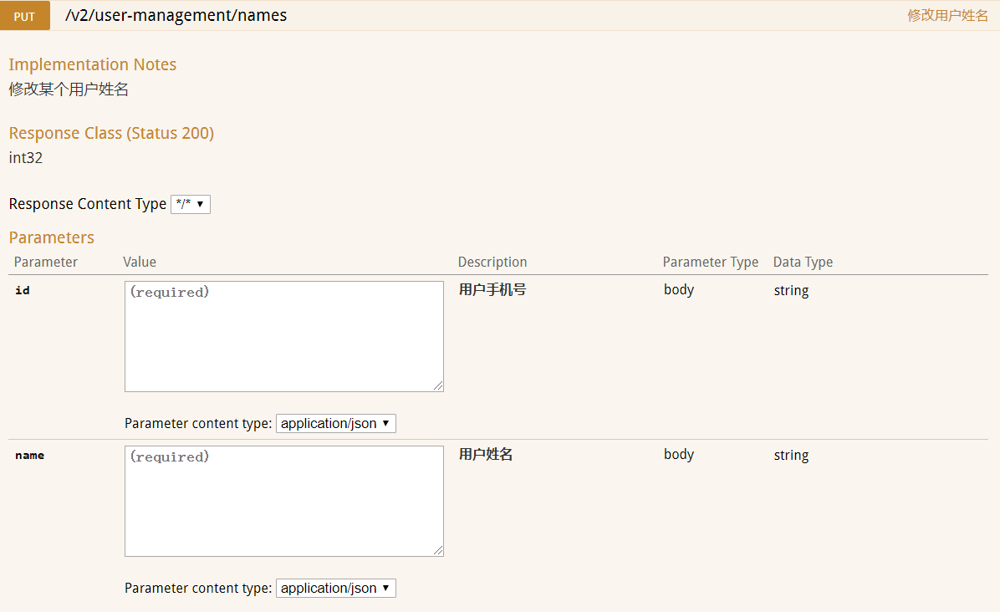 PUT /v2/user-management/names 修改用户姓名
Implementation Notes
修改某个用户姓名
Response Class (Status 200)
int32
Response Content Type */*
Parameters
Parameter Value Description Parameter Type Data Type
id (required) 用户手机号 body string
Parameter content type: application/json
name (required) 用户姓名 body string
Parameter content type: application/json